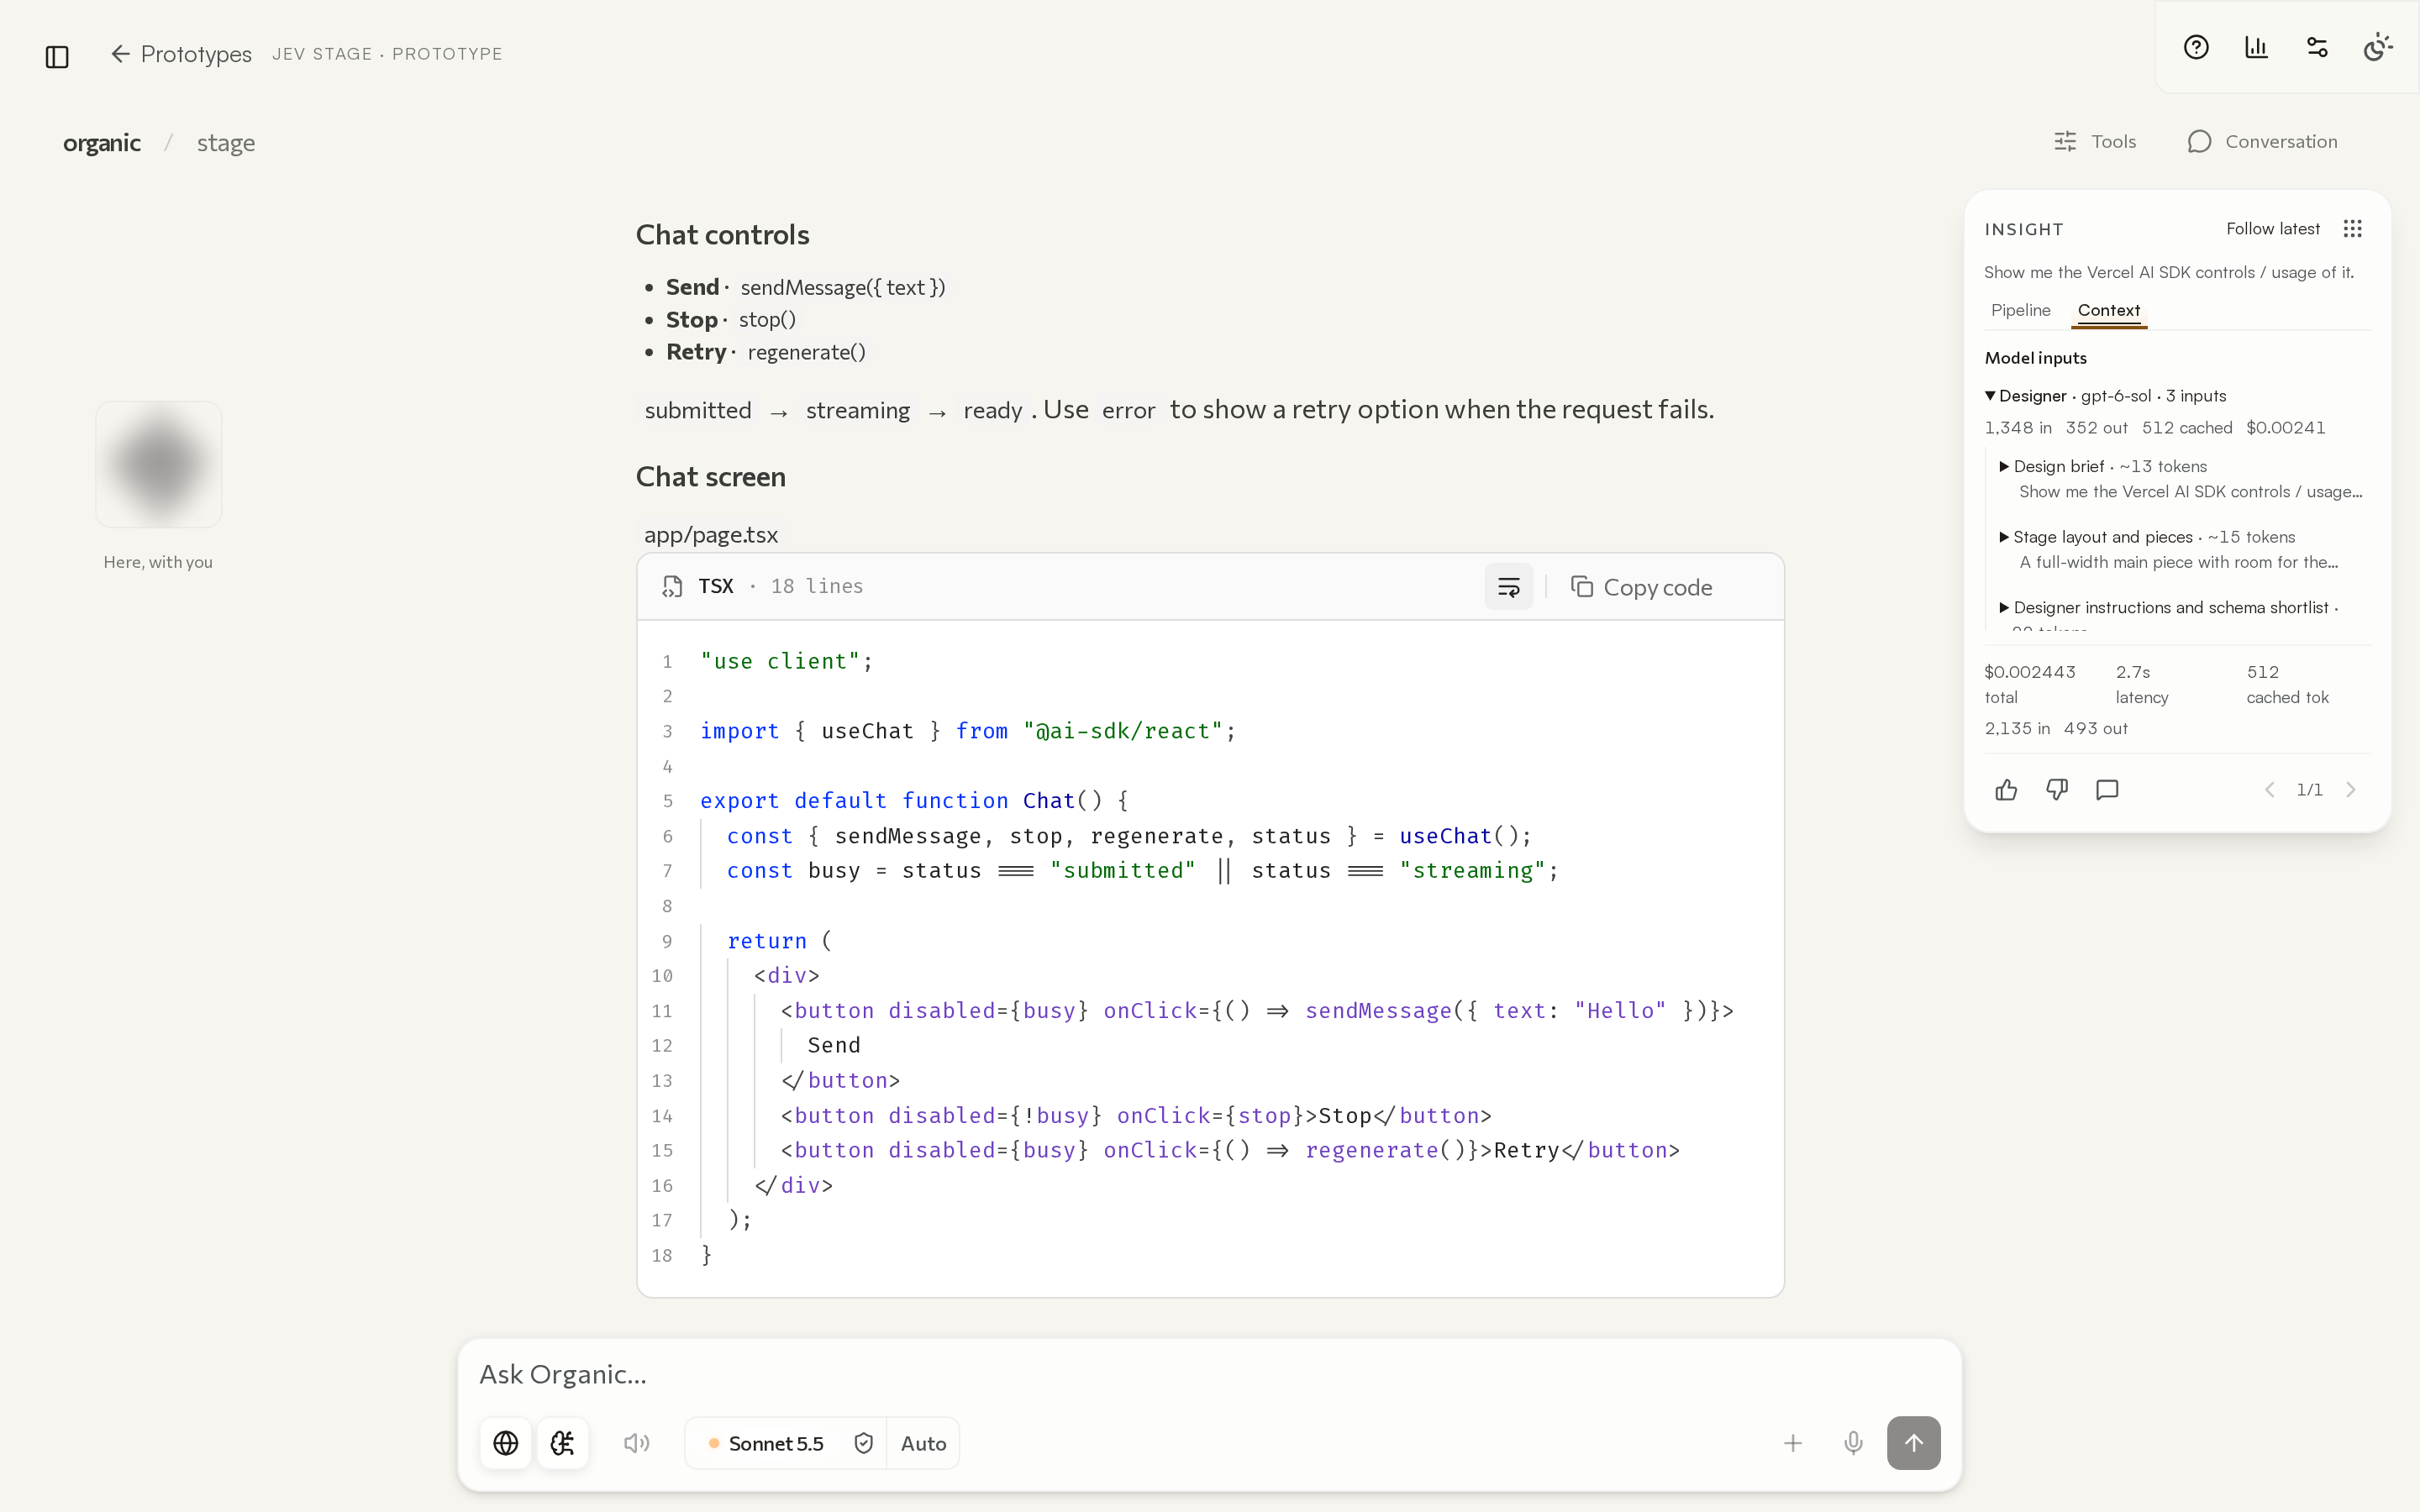 Prototypes JEV STAGE · PROTOTYPE
organic / stage
Tools Conversation
Chat controls
• Send · sendMessage({ text })
• Stop · stop()
• Retry · regenerate()
submitted → streaming → ready . Use error to show a retry option when the request fails.
Chat screen
app/page.tsx
TSX · 18 lines Copy code
1 "use client";
2
3 import { useChat } from "@ai-sdk/react";
4
5 export default function Chat() {
6 const { sendMessage, stop, regenerate, status } = useChat();
7 const busy = status === "submitted" || status === "streaming";
8
9 return (
10 <div>
11 <button disabled={busy} onClick={() => sendMessage({ text: "Hello" })}>
12 Send
13 </button>
14 <button disabled={!busy} onClick={stop}>Stop</button>
15 <button disabled={busy} onClick={() => regenerate()}>Retry</button>
16 </div>
17 );
18 }
Here, with you
INSIGHT Follow latest
Show me the Vercel AI SDK controls / usage of it.
Pipeline Context
Model inputs
▼ Designer · gpt-6-sol · 3 inputs
1,348 in 352 out 512 cached $0.00241
▶ Design brief · ~13 tokens
Show me the Vercel AI SDK controls / usage…
▶ Stage layout and pieces · ~15 tokens
A full-width main piece with room for the…
▶ Designer instructions and schema shortlist ·
$0.002443 2.7s 512
total latency cached tok
2,135 in 493 out
1/1
Ask Organic...
Sonnet 5.5 Auto